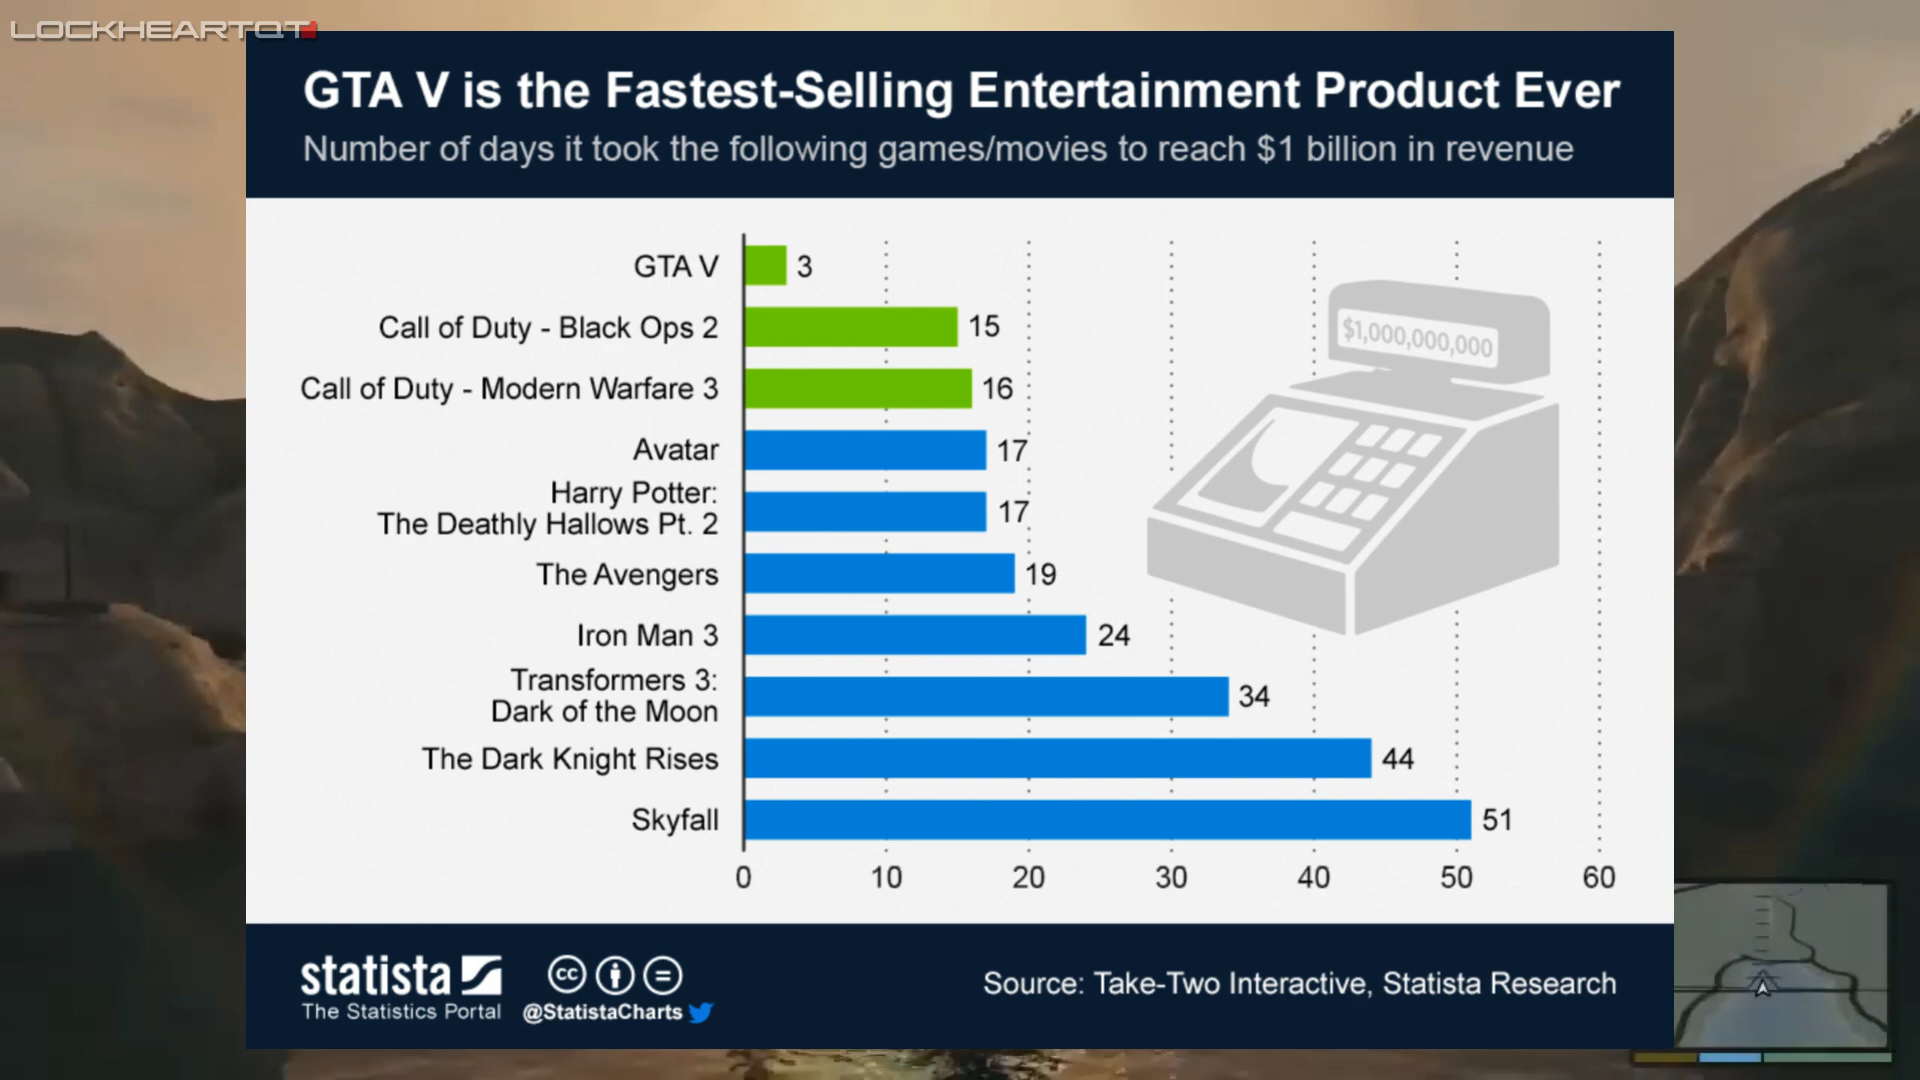 LOCKHEARTQT
GTA V is the Fastest-Selling Entertainment Product Ever
Number of days it took the following games/movies to reach $1 billion in revenue
GTA V 3
Call of Duty - Black Ops 2 15
Call of Duty - Modern Warfare 3 16
Avatar 17
Harry Potter:
The Deathly Hallows Pt. 2 17
The Avengers 19
Iron Man 3 24
Transformers 3:
Dark of the Moon 34
The Dark Knight Rises 44
Skyfall 51
0 10 20 30 40 50 60
$1,000,000,000
statista
The Statistics Portal
cc
@StatistaCharts
Source: Take-Two Interactive, Statista Research